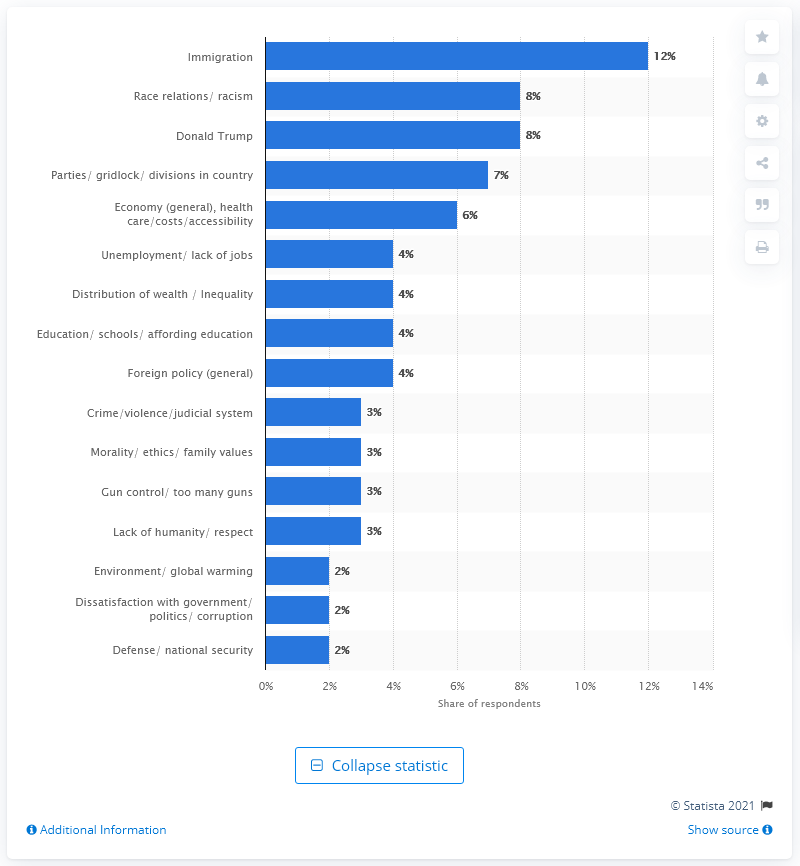 Immigration 12%
Race relations/ racism 8%
Donald Trump 8%
Parties/ gridlock/ divisions in country 7%
Economy (general), health
care/costs/accessibility 6%
Unemployment/ lack of jobs 4%
Distribution of wealth / Inequality 4%
Education/ schools/ affording education 4%
Foreign policy (general) 4%
Crime/violence/judicial system 3%
Morality/ ethics/ family values 3%
Gun control/ too many guns 3%
Lack of humanity/ respect 3%
Environment/ global warming 2%
Dissatisfaction with government/
politics/ corruption 2%
Defense/ national security 2%
0% 2% 4% 6% 8% 10% 12% 14%
Share of respondents
Collapse statistic
© Statista 2021
Additional Information
Show source